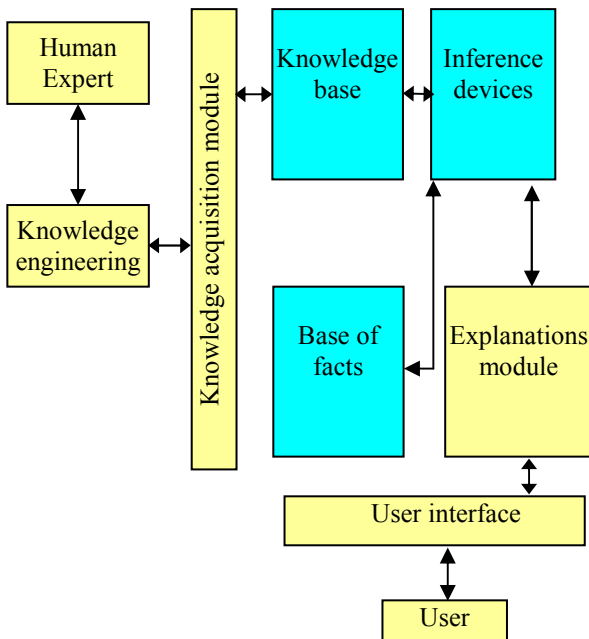 Human
Expert
Knowledge
engineering
Knowledge acquisition module
Knowledge
base
Inference
devices
Base of
facts
Explanations
module
User interface
User